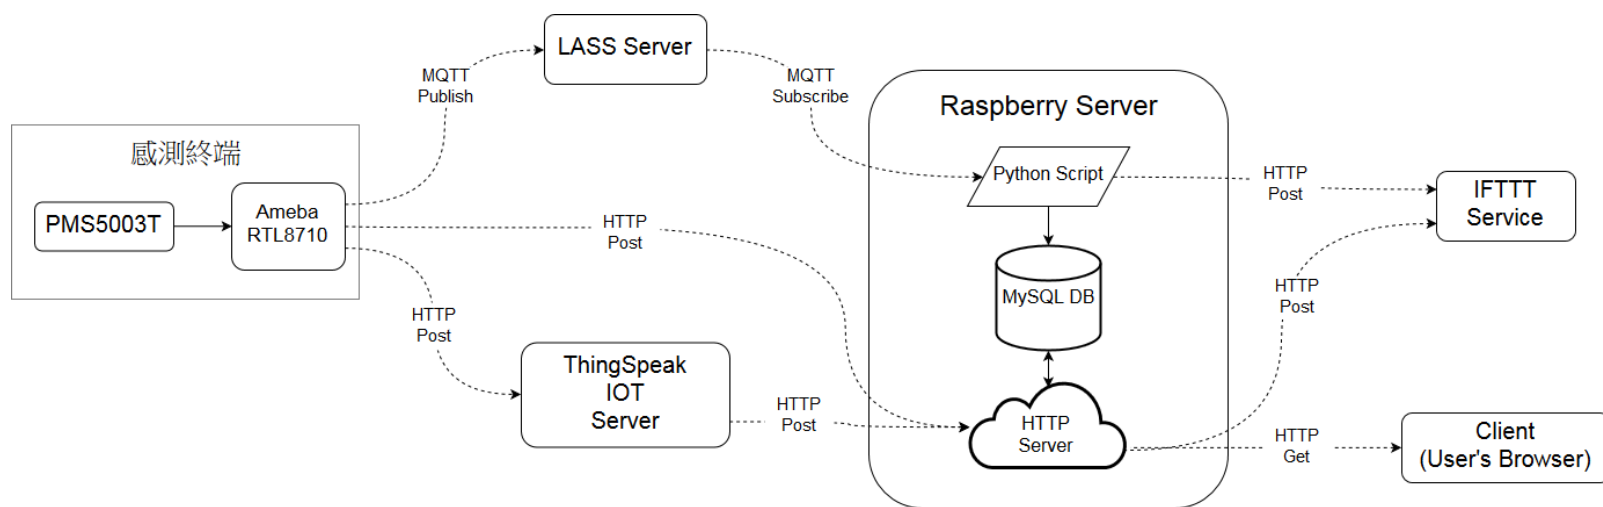 LASS Server
MQTT
Publish
MQTT
Subscribe
Raspberry Server
感測終端
PMS5003T
Ameba
RTL8710
Python Script
HTTP
Post
IFTTT
Service
HTTP
Post
MySQL DB
HTTP
Post
HTTP
Post
ThingSpeak
IOT
Server
HTTP
Post
HTTP
Server
HTTP
Get
Client
(User's Browser)